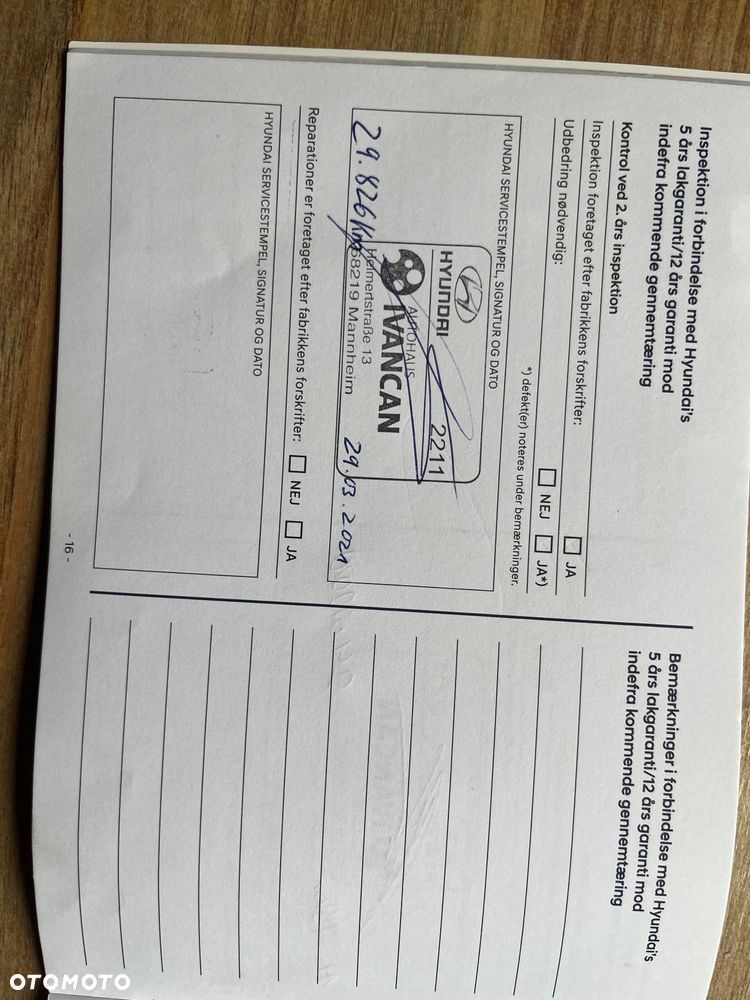 Inspektion i forbindelse med Hyundai's
5 års lakgaranti/12 års garanti mod
indefra kommende gennemtæring
Kontrol ved 2. års inspektion
Inspektion foretaget efter fabrikkens forskrifter:
JA
Udbedring nødvendig:
NEJ
JA*)
*) defekt(er) noteres under bemærkninger.
HYUNDAI SERVICESTEMPEL, SIGNATUR OG DATO
HYUNDAI
2211
AUTOHAUS
IVANCAN
Helmertstraße 13
68219 Mannheim
29.826 Km
29.03.2021
Reparationer er foretaget efter fabrikkens forskrifter:
NEJ
JA
HYUNDAI SERVICESTEMPEL, SIGNATUR OG DATO
- 16 -
Bemærkninger i forbindelse med Hyundai's
5 års lakgaranti/12 års garanti mod
indefra kommende gennemtæring
OTOMOTO